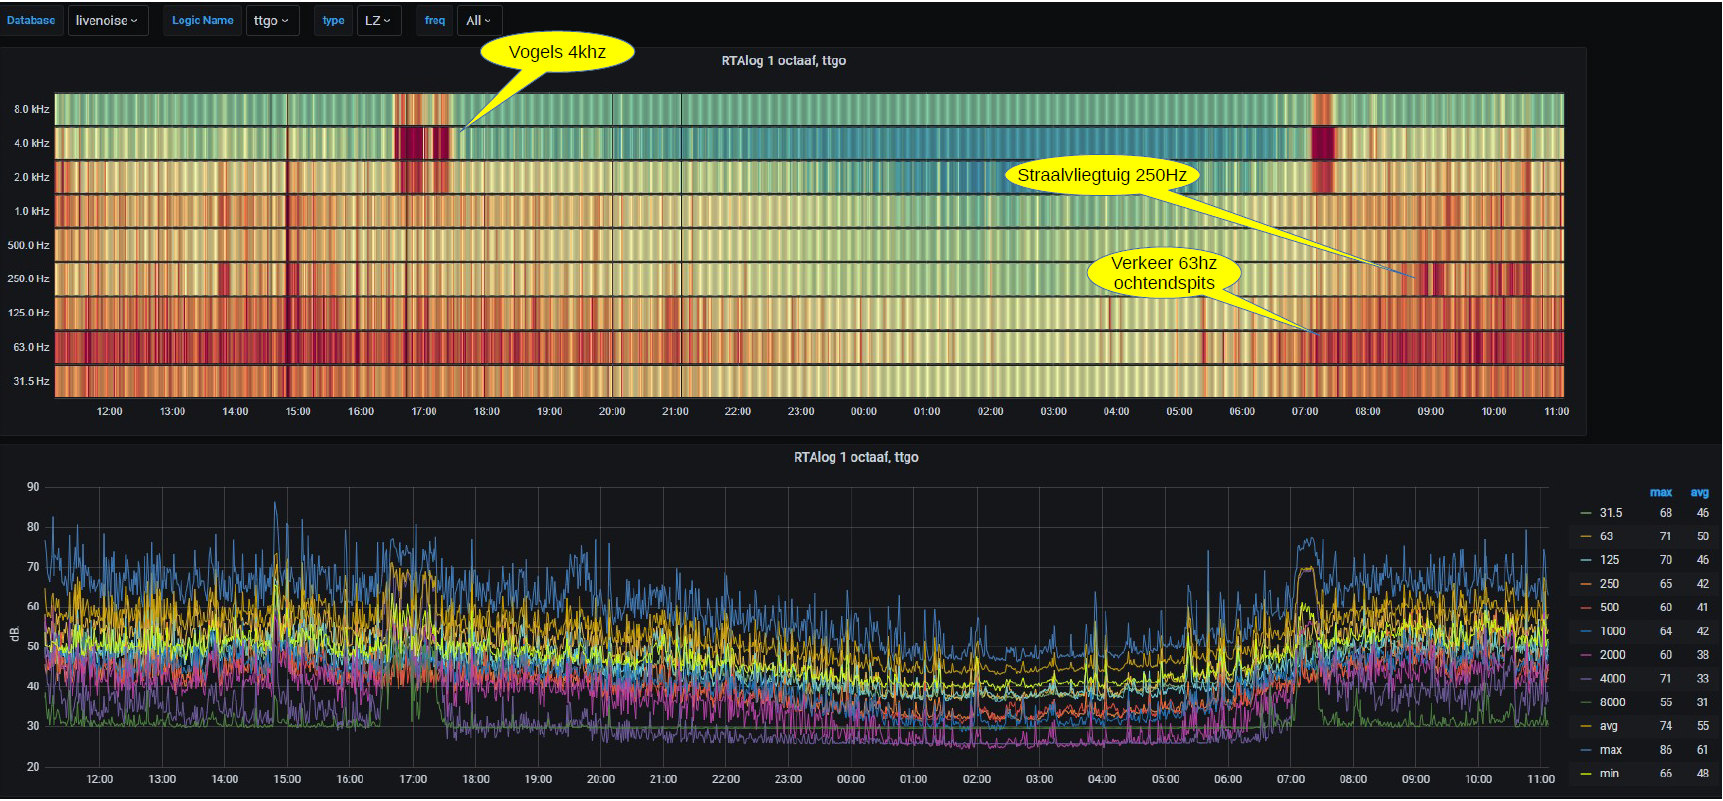 Database livenoise Logic Name ttgo type LZ freq All
Vogels 4khz
RTAlog 1 octaaf, ttgo
8.0 kHz
4.0 kHz
2.0 kHz
1.0 kHz
500.0 Hz
250.0 Hz
125.0 Hz
63.0 Hz
31.5 Hz
Straalvliegtuig 250Hz
Verkeer 63hz
ochtendspits
12:00 13:00 14:00 15:00 16:00 17:00 18:00 19:00 20:00 21:00 22:00 23:00 00:00 01:00 02:00 03:00 04:00 05:00 06:00 07:00 08:00 09:00 10:00 11:00
RTAlog 1 octaaf, ttgo
90
80
70
60
50
40
30
20
dB
12:00 13:00 14:00 15:00 16:00 17:00 18:00 19:00 20:00 21:00 22:00 23:00 00:00 01:00 02:00 03:00 04:00 05:00 06:00 07:00 08:00 09:00 10:00 11:00
max avg
31.5 68 46
63 71 50
125 70 46
250 65 42
500 60 41
1000 64 42
2000 60 38
4000 71 33
8000 55 31
avg 74 55
max 86 61
min 66 48